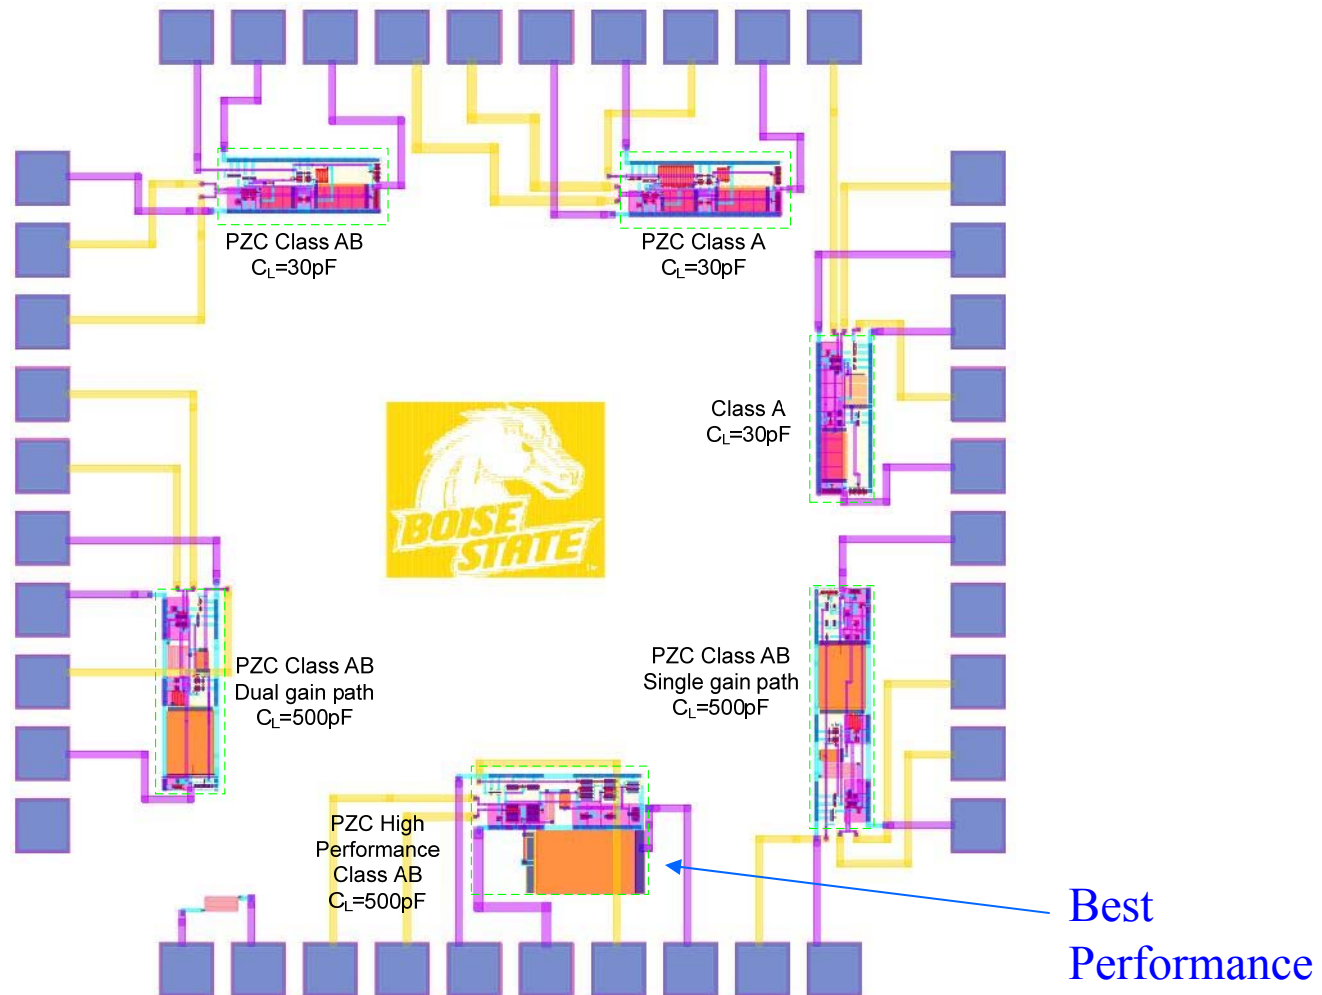 PZC Class AB
CL=30pF
PZC Class A
CL=30pF
Class A
CL=30pF
BOISE
STATE
PZC Class AB
Dual gain path
CL=500pF
PZC Class AB
Single gain path
CL=500pF
PZC High
Performance
Class AB
CL=500pF
Best
Performance